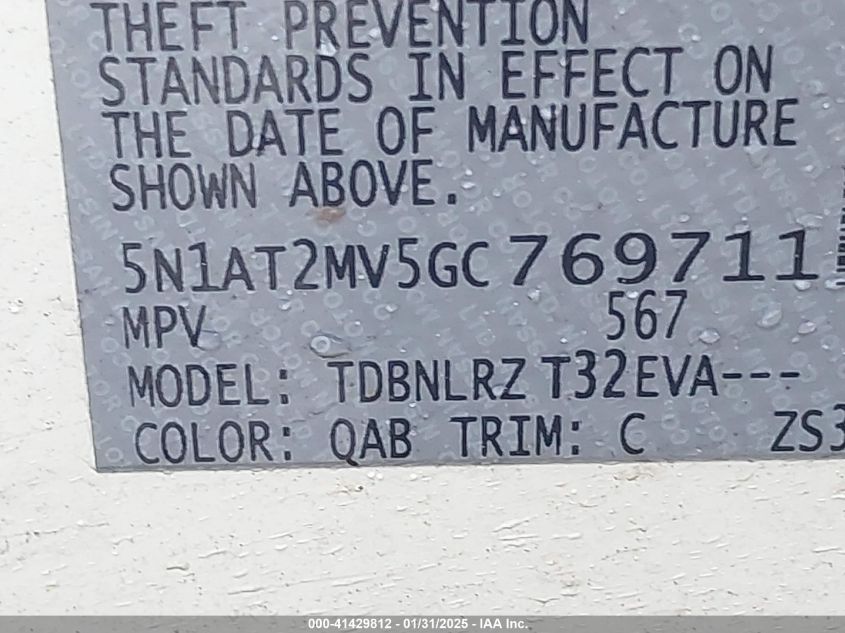 THEFT PREVENTION
STANDARDS IN EFFECT ON
THE DATE OF MANUFACTURE
SHOWN ABOVE.
5N1AT2MV5GC769711
MPV 567
MODEL: TDBNLRZ T32EVA---
COLOR: QAB TRIM: C ZS3
000-41429812 - 01/31/2025 - IAA Inc.